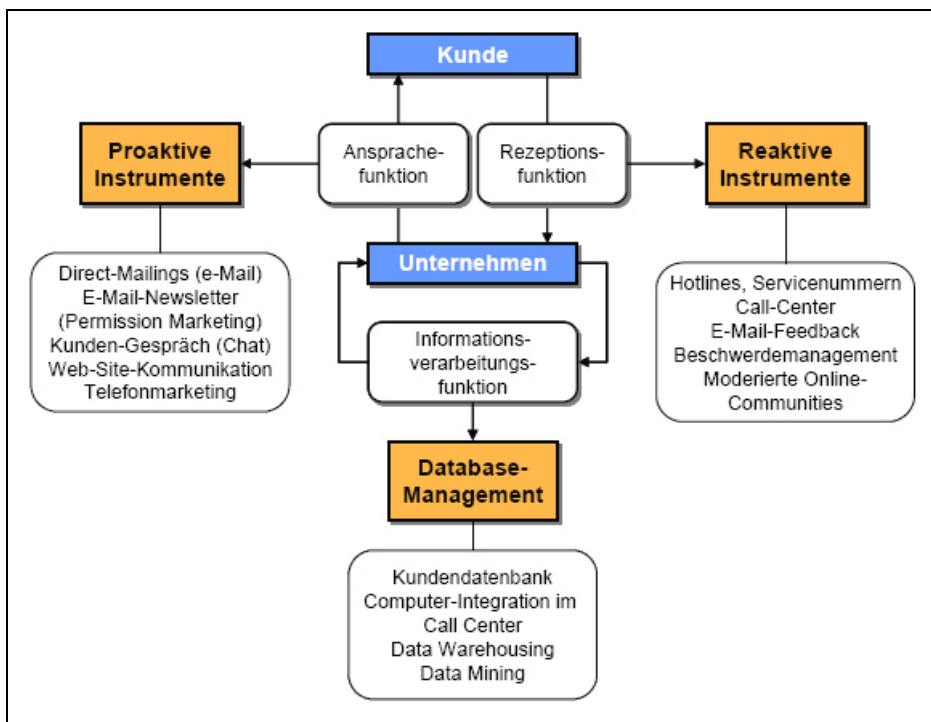 Kunde
Proaktive
Instrumente
Ansprache-
funktion
Rezeptions-
funktion
Reaktive
Instrumente
Direct-Mailings (e-Mail)
E-Mail-Newsletter
(Permission Marketing)
Kunden-Gespräch (Chat)
Web-Site-Kommunikation
Telefonmarketing
Unternehmen
Hotlines, Servicenummern
Call-Center
E-Mail-Feedback
Beschwerdemanagement
Moderierte Online-
Communities
Informations-
verarbeitungs-
funktion
Database-
Management
Kundendatenbank
Computer-Integration im
Call Center
Data Warehousing
Data Mining